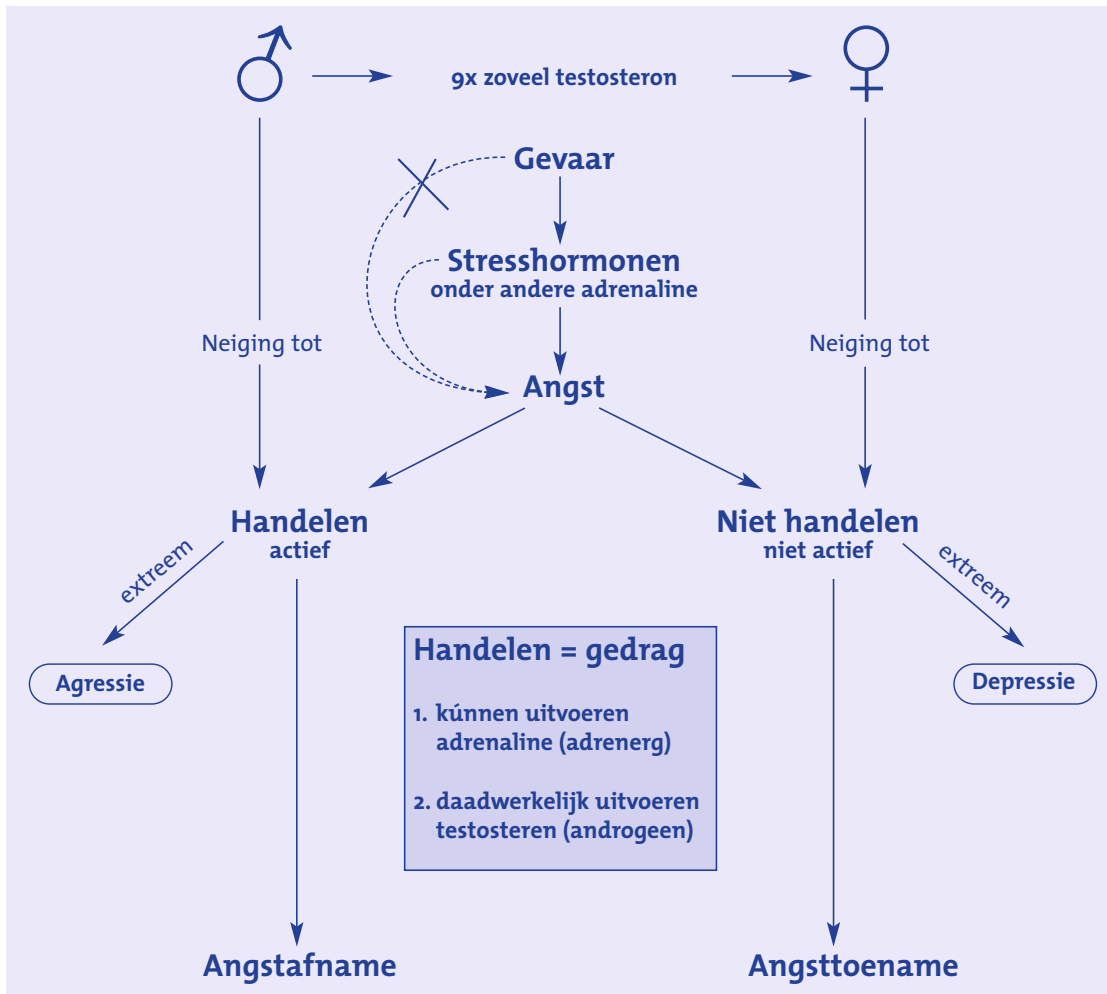 9x zoveel testosteron
Gevaar
Stresshormonen
onder andere adrenaline
Neiging tot
Neiging tot
Angst
Handelen
actief
Niet handelen
niet actief
extreem
extreem
Agressie
Depressie
Handelen = gedrag
1. kúnnen uitvoeren
adrenaline (adrenerg)
2. daadwerkelijk uitvoeren
testosteren (androgeen)
Angstafname
Angsttoename